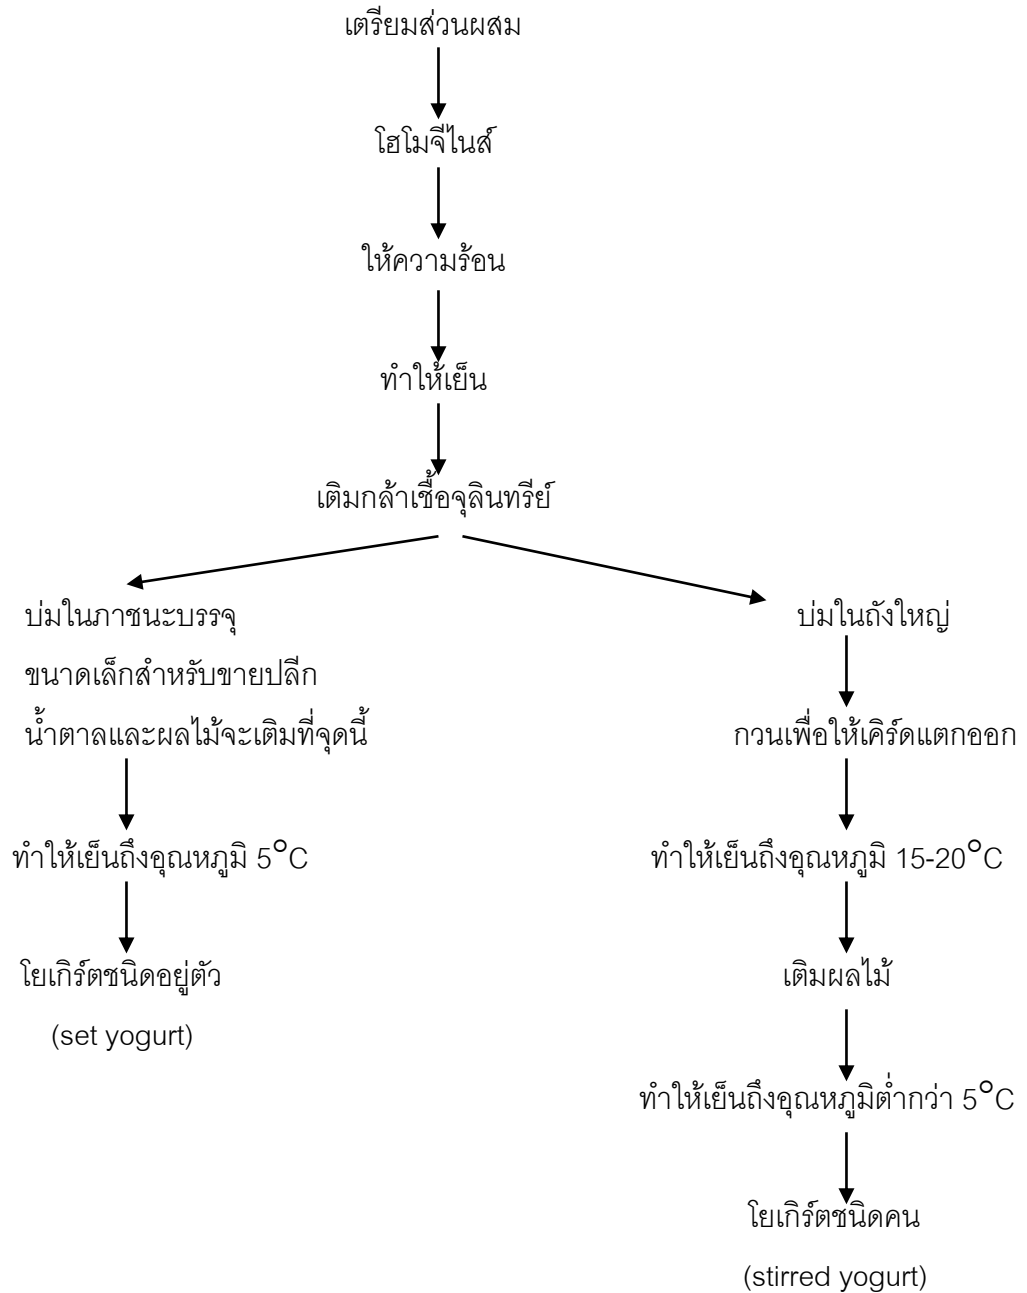 เตรียมส่วนผสม
โฮโมจีไนส์
ให้ความร้อน
ทำให้เย็น
เติมกล้าเชื้อจุลินทรีย์
บ่มในภาชนะบรรจุ
ขนาดเล็กสำหรับขายปลีก
น้ำตาลและผลไม้จะเติมที่จุดนี้
ทำให้เย็นถึงอุณหภูมิ 5°C
โยเกิร์ตชนิดอยู่ตัว
(set yogurt)
บ่มในถังใหญ่
กวนเพื่อให้เคิร์ดแตกออก
ทำให้เย็นถึงอุณหภูมิ 15-20°C
เติมผลไม้
ทำให้เย็นถึงอุณหภูมิต่ำกว่า 5°C
โยเกิร์ตชนิดคน
(stirred yogurt)